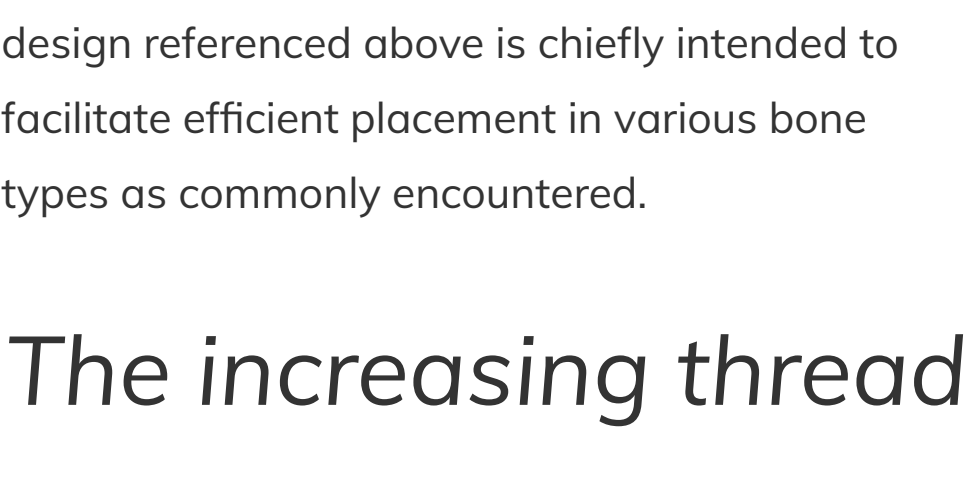 design referenced above is chiefly intended to
facilitate efficient placement in various bone
types as commonly encountered.
The increasing thread